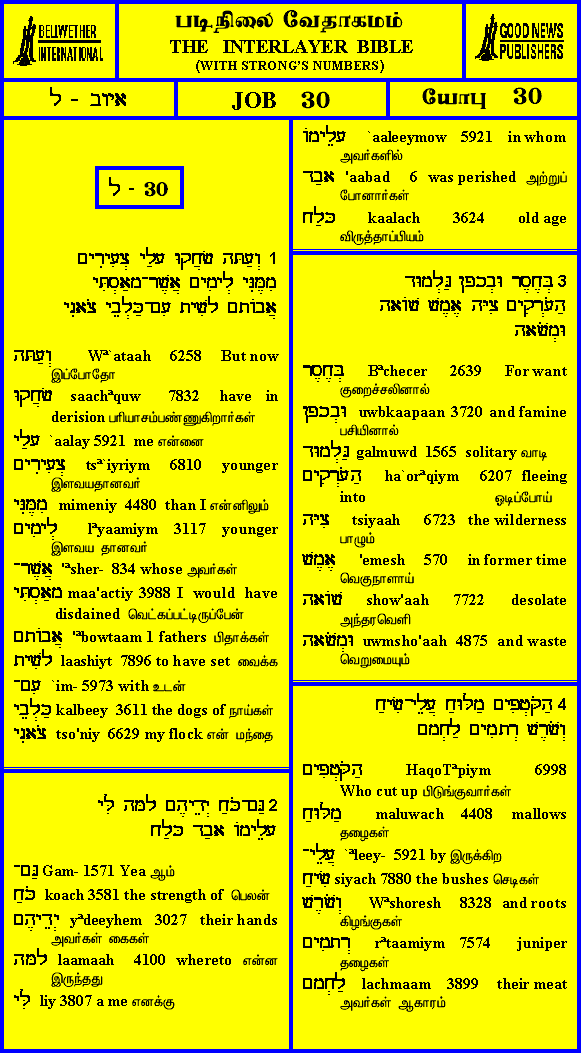 BELLWETHER
INTERNATIONAL
படிநிலை வேதாகமம்
THE INTERLAYER BIBLE
(WITH STRONG'S NUMBERS)
GOOD NEWS
PUBLISHERS
איוב - ל
JOB 30
யோபு 30
ל - 30
1 וְעַתָּה שָׂחֲקוּ עָלַי צְעִירִים
מִמֶּנִּי לְיָמִים אֲשֶׁר־מָאַסְתִּי
אֲבוֹתָם לָשִׁית עִם־כַּלְבֵי צֹאנִי
וְעַתָּה Wª`ataah 6258 But now
இப்போதோ
שָׂחֲקוּ saachªquw 7832 have in
derision பரியாசம்பண்ணுகிறார்கள்
עָלַי `aalay 5921 me என்னை
צְעִירִים tsª`iyriym 6810 younger
இளவயதானவர்
מִמֶּנִּי mimeniy 4480 than I என்னிலும்
לְיָמִים lªyaamiym 3117 younger
இளவய தானவர்
אֲשֶׁר־ 'ªsher- 834 whose அவர்கள்
מָאַסְתִּי maa'actiy 3988 I would have
disdained வெட்கப்பட்டிருப்பேன்
אֲבוֹתָם 'ªbowtaam 1 fathers பிதாக்கள்
לָשִׁית laashiyt 7896 to have set வைக்க
עִם־ `im- 5973 with உடன்
כַּלְבֵי kalbeey 3611 the dogs of நாய்கள்
צֹאנִי tso'niy 6629 my flock என் மந்தை
2 גַּם־כֹּחַ יְדֵיהֶם לָמָּה לִּי
עָלֵימוֹ אָבַד כָּלַח
גַּם־ Gam- 1571 Yea ஆம்
כֹּחַ koach 3581 the strength of பெலன்
יְדֵיהֶם yªdeeyhem 3027 their hands
அவர்கள் கைகள்
לָמָּה laamaah 4100 whereto என்ன
இருந்தது
לִּי liy 3807 a me எனக்கு
עָלֵימוֹ `aaleeymow 5921 in whom
அவர்களில்
אָבַד 'aabad 6 was perished அற்றுப்
போனார்கள்
כָּלַח kaalach 3624 old age
விருத்தாப்பியம்
3 בְּחֶסֶר וּבְכָפָן גַּלְמוּד
הַעֹרְקִים צִיָּה אֶמֶשׁ שׁוֹאָה
וּמְשֹׁאָה
בְּחֶסֶר Bªchecer 2639 For want
குறைச்சலினால்
וּבְכָפָן uwbkaapaan 3720 and famine
பசியினால்
גַּלְמוּד galmuwd 1565 solitary வாடி
הַעֹרְקִים ha`orªqiym 6207 fleeing
into ஓடிப்போய்
צִיָּה tsiyaah 6723 the wilderness
பாழும்
אֶמֶשׁ 'emesh 570 in former time
வெகுநாளாய்
שׁוֹאָה show'aah 7722 desolate
அந்தரவெளி
וּמְשֹׁאָה uwmsho'aah 4875 and waste
வெறுமையும்
4 הַקֹּטְפִים מַלּוּחַ עֲלֵי־שִׂיחַ
וְשֹׁרֶשׁ רְתָמִים לַחְמָם
הַקֹּטְפִים HaqoTªpiym 6998
Who cut up பிடுங்குவார்கள்
מַלּוּחַ maluwach 4408 mallows
தழைகள்
עֲלֵי־ `ªleey- 5921 by இருக்கிற
שִׂיחַ siyach 7880 the bushes செடிகள்
וְשֹׁרֶשׁ Wªshoresh 8328 and roots
கிழங்குகள்
רְתָמִים rªtaamiym 7574 juniper
தழைகள்
לַחְמָם lachmaam 3899 their meat
அவர்கள் ஆகாரம்